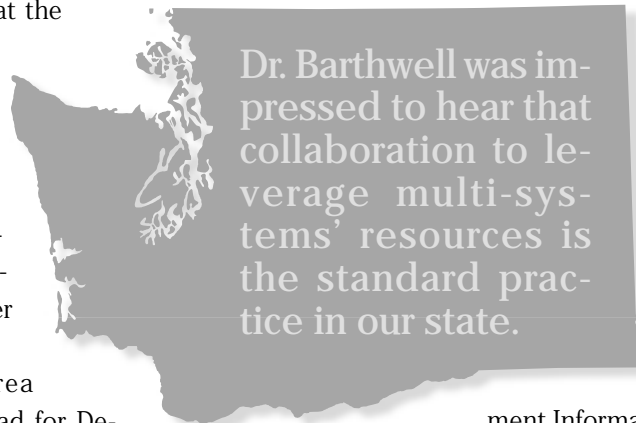 at the
Dr. Barthwell was im-
pressed to hear that
collaboration to le-
verage multi-sys-
tems' resources is
the standard prac-
tice in our state.
-
-
er
rea
ad for De-
ment Informa